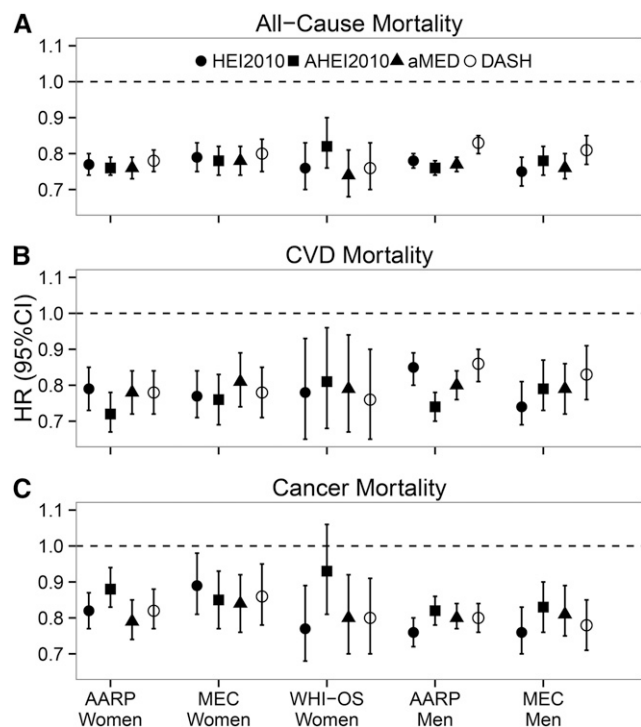 A
All-Cause Mortality
HEI2010 AHEI2010 aMED DASH
1.1
1.0
0.9
0.8
0.7
B
CVD Mortality
1.1
1.0
0.9
0.8
0.7
HR (95%CI)
C
Cancer Mortality
1.1
1.0
0.9
0.8
0.7
AARP MEC WHI−OS AARP MEC
Women Women Women Men Men